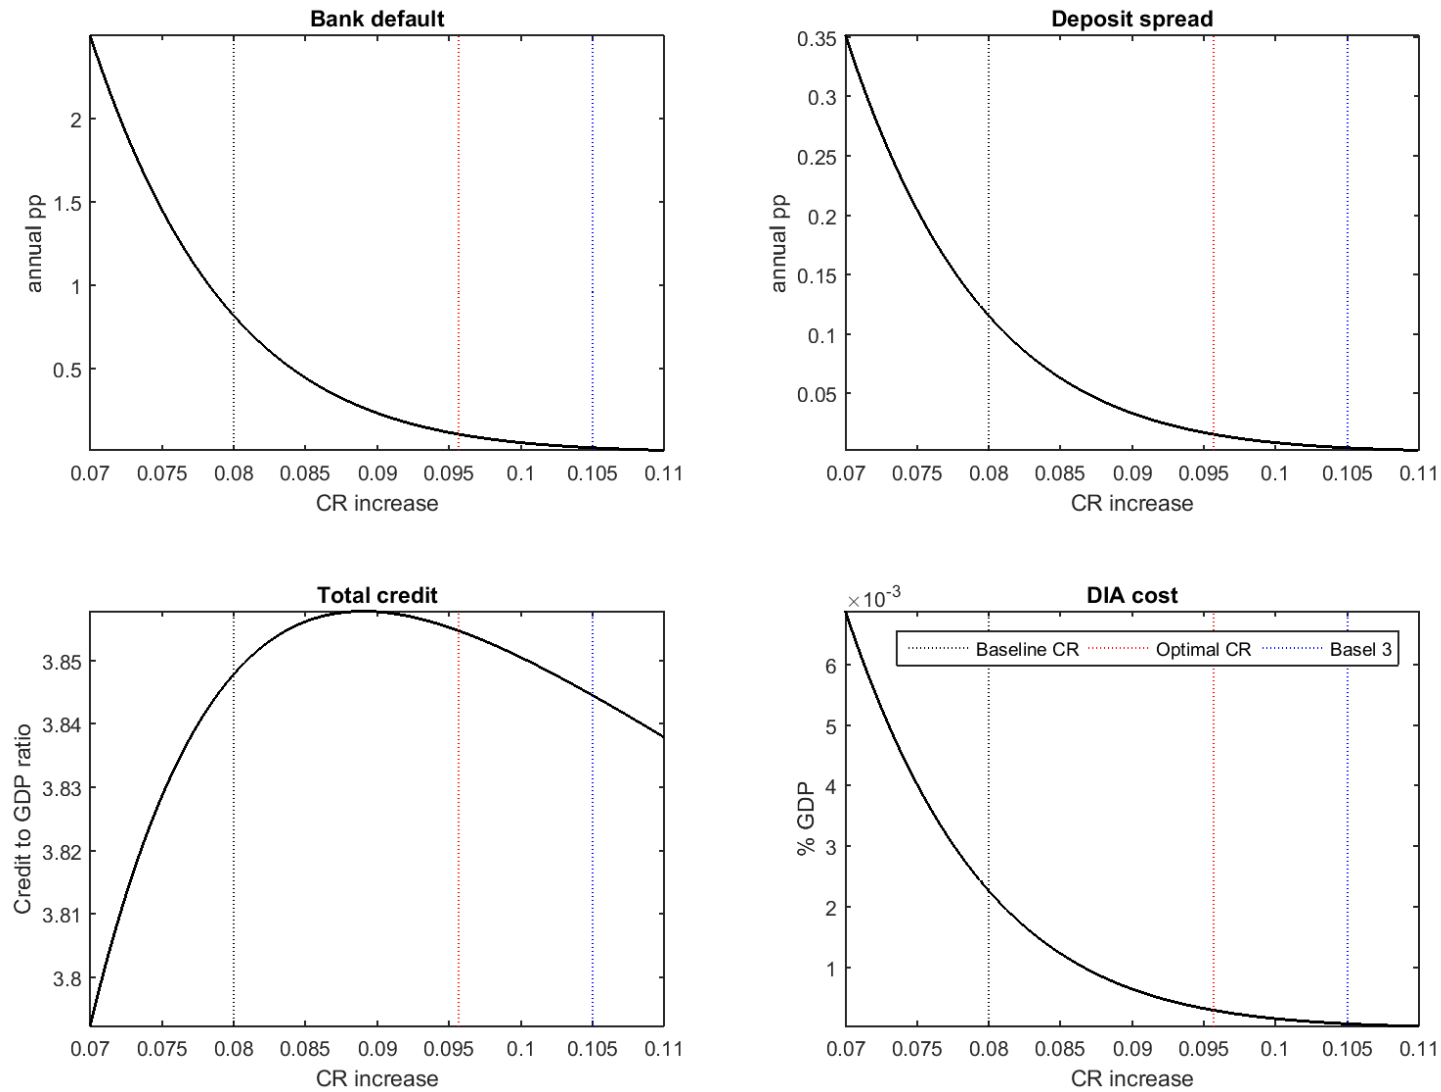 Bank default
2
1.5
1
0.5
annual pp
0.07 0.075 0.08 0.085 0.09 0.095 0.1 0.105 0.11
CR increase
Deposit spread
0.35
0.3
0.25
0.2
0.15
0.1
0.05
annual pp
0.07 0.075 0.08 0.085 0.09 0.095 0.1 0.105 0.11
CR increase
Total credit
3.85
3.84
3.83
3.82
3.81
3.8
Credit to GDP ratio
0.07 0.075 0.08 0.085 0.09 0.095 0.1 0.105 0.11
CR increase
×10⁻³
DIA cost
Baseline CR Optimal CR Basel 3
6
5
4
3
2
1
% GDP
0.07 0.075 0.08 0.085 0.09 0.095 0.1 0.105 0.11
CR increase